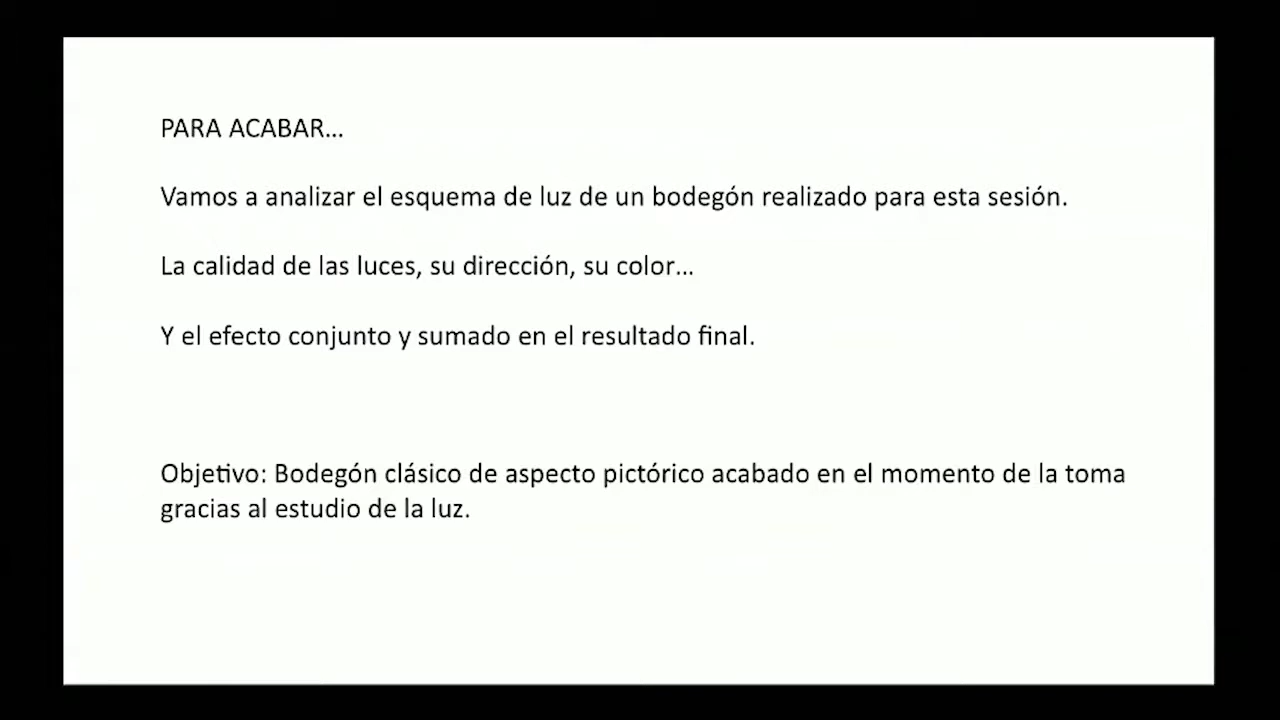 PARA ACABAR...
Vamos a analizar el esquema de luz de un bodegón realizado para esta sesión.
La calidad de las luces, su dirección, su color...
Y el efecto conjunto y sumado en el resultado final.
Objetivo: Bodegón clásico de aspecto pictórico acabado en el momento de la toma
gracias al estudio de la luz.